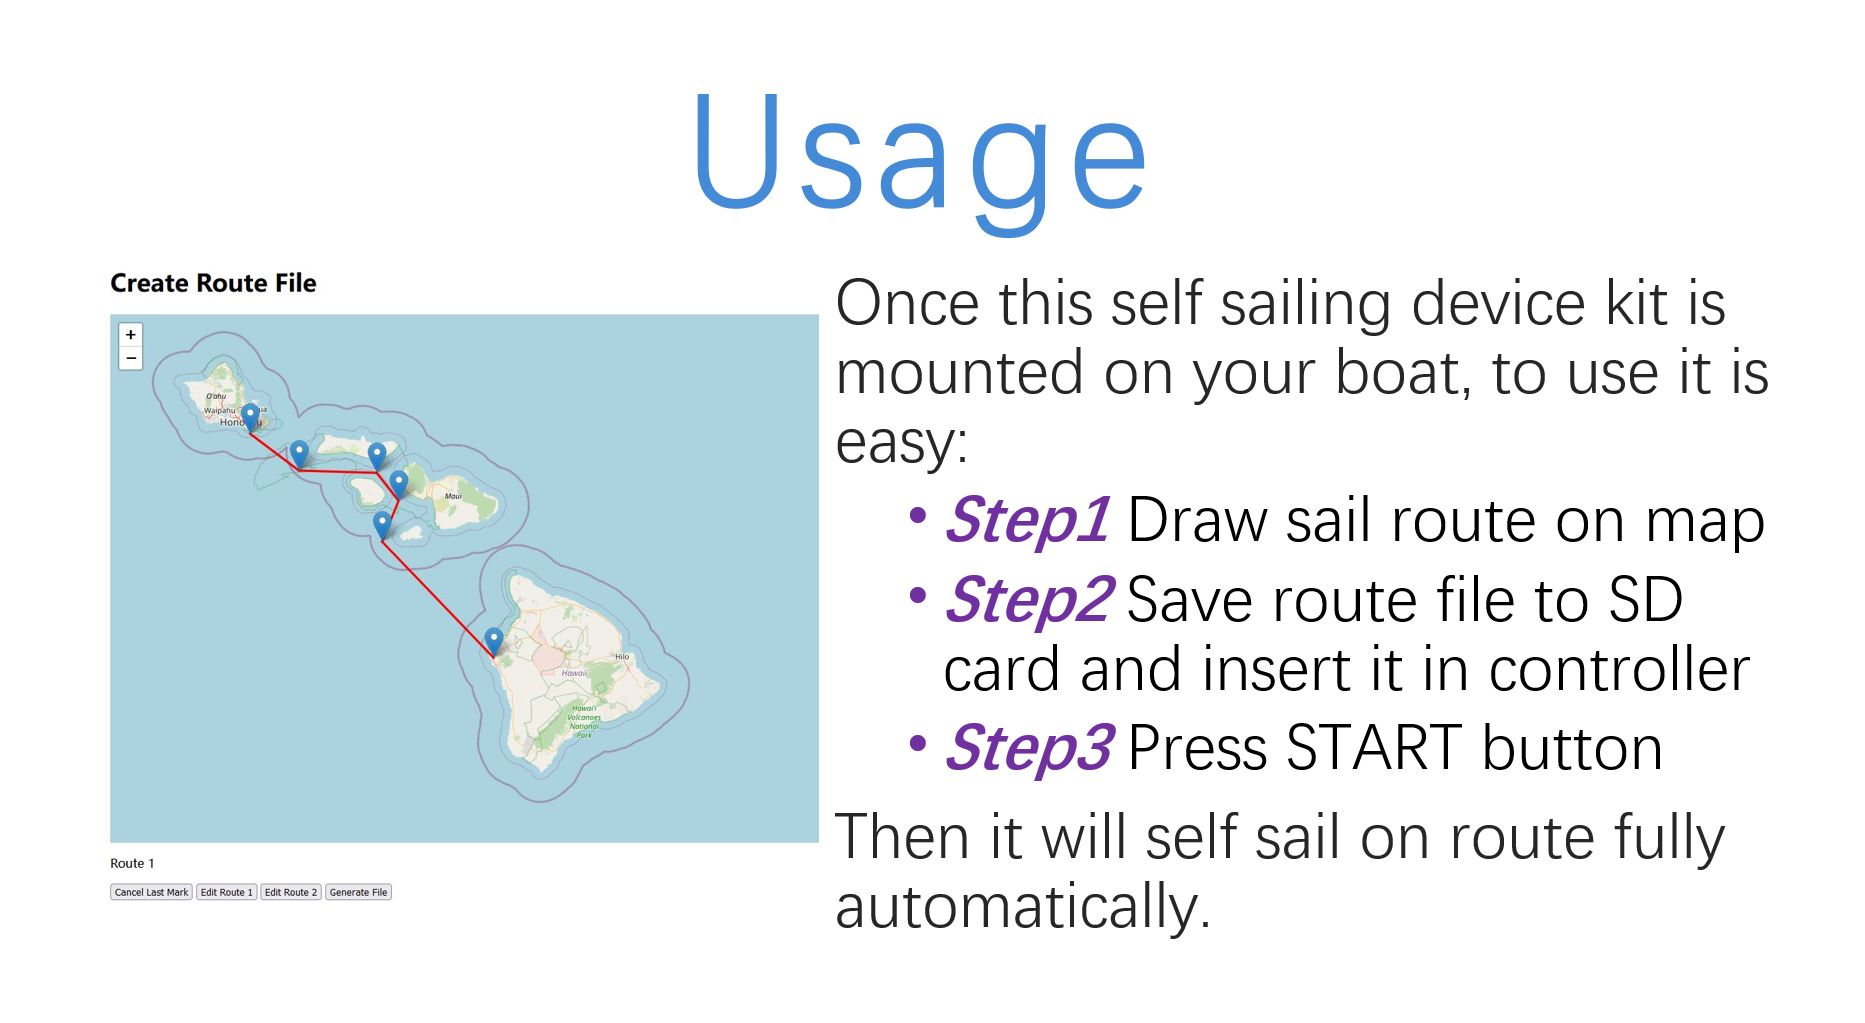 Usage
Create Route File
+
−
O'ahu
Waipahu
ua
Hono u
Maui
Hilo
Hawaii
Hawai'i
Volcanoes
National
Park
Route 1
Cancel Last Mark Edit Route 1 Edit Route 2 Generate File
Once this self sailing device kit is
mounted on your boat, to use it is
easy:
• Step1 Draw sail route on map
• Step2 Save route file to SD
card and insert it in controller
• Step3 Press START button
Then it will self sail on route fully
automatically.